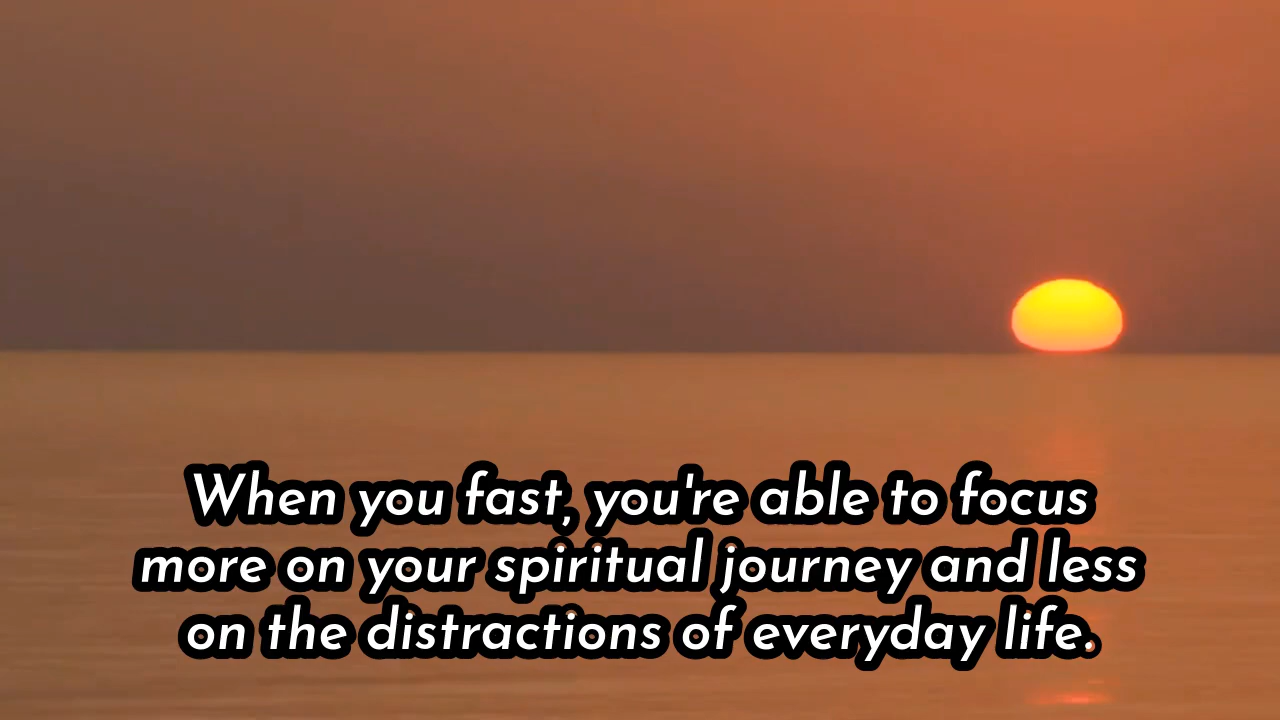 When you fast, you're able to focus
more on your spiritual journey and less
on the distractions of everyday life.